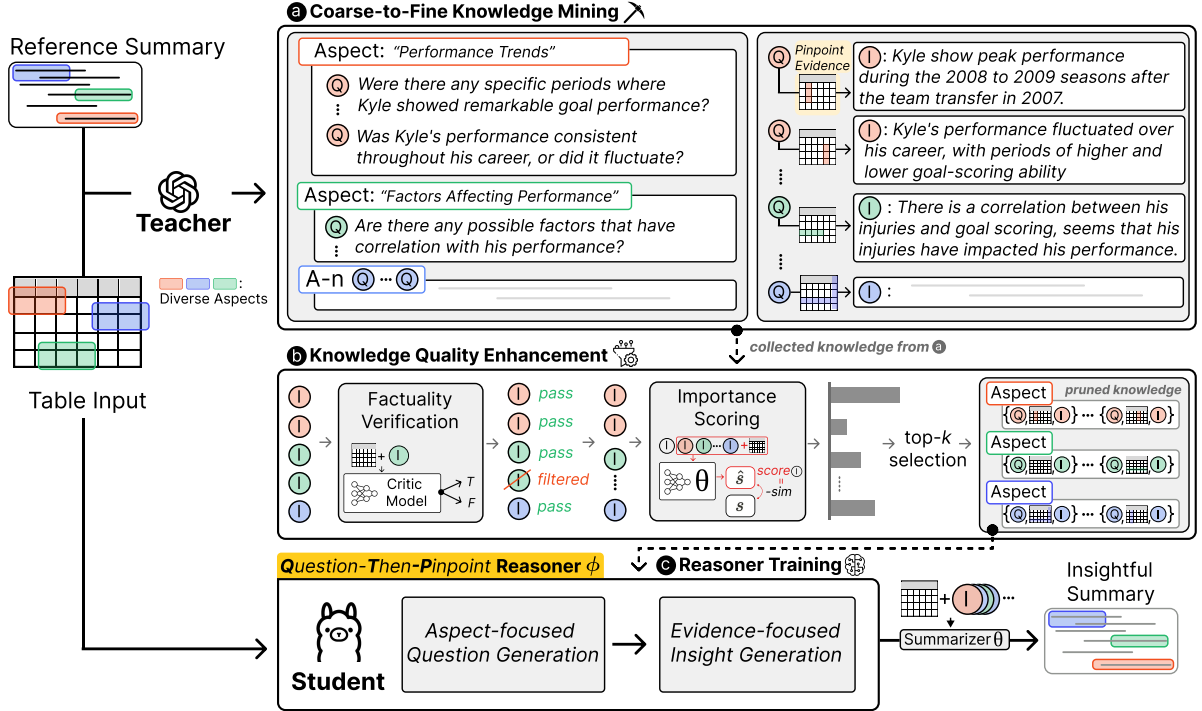 ⓐ Coarse-to-Fine Knowledge Mining
Reference Summary
Teacher
Table Input
: Diverse Aspects
Aspect: “Performance Trends”
Q Were there any specific periods where
Kyle showed remarkable goal performance?
Q Was Kyle's performance consistent
throughout his career, or did it fluctuate?
Aspect: “Factors Affecting Performance”
Q Are there any possible factors that have
correlation with his performance?
A-n Q ··· Q
Q Pinpoint
Evidence
I : Kyle show peak performance
during the 2008 to 2009 seasons after
the team transfer in 2007.
Q I : Kyle's performance fluctuated over
his career, with periods of higher and
lower goal-scoring ability
Q I : There is a correlation between his
injuries and goal scoring, seems that his
injuries have impacted his performance.
Q I :
collected knowledge from ⓐ
ⓑ Knowledge Quality Enhancement
I
I
I
I
I
Factuality
Verification
+ I
Critic
Model
T
F
I pass
I pass
I pass
I filtered
I pass
I
I
I
I
Importance
Scoring
I I I ··· I +
θ
ŝ
score I
=
-sim
s
top-k
selection
pruned knowledge
Aspect
{Q, , I} ··· {Q, , I}
Aspect
{Q, , I} ··· {Q, , I}
Aspect
{Q, , I} ··· {Q, , I}
Question-Then-Pinpoint Reasoner ϕ
ⓒ Reasoner Training
Student
Aspect-focused
Question Generation
Evidence-focused
Insight Generation
+ I ···
Summarizer θ
Insightful
Summary